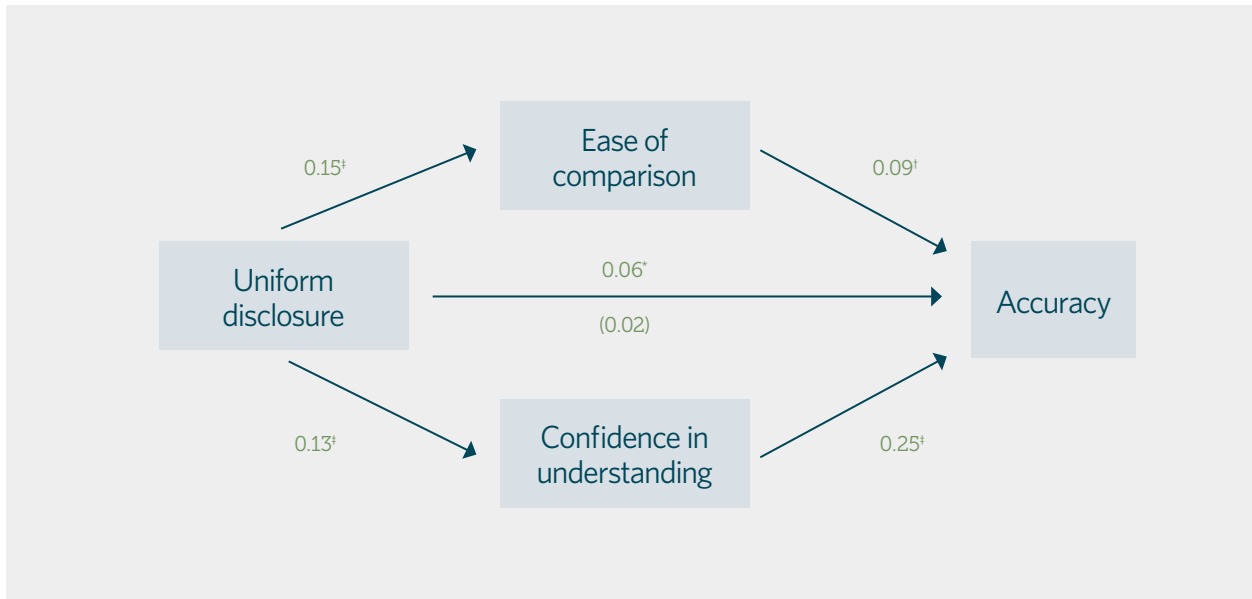 Ease of
comparison
0.15‡
0.09†
Uniform
disclosure
0.06*
(0.02)
Accuracy
Confidence in
understanding
0.13‡
0.25‡